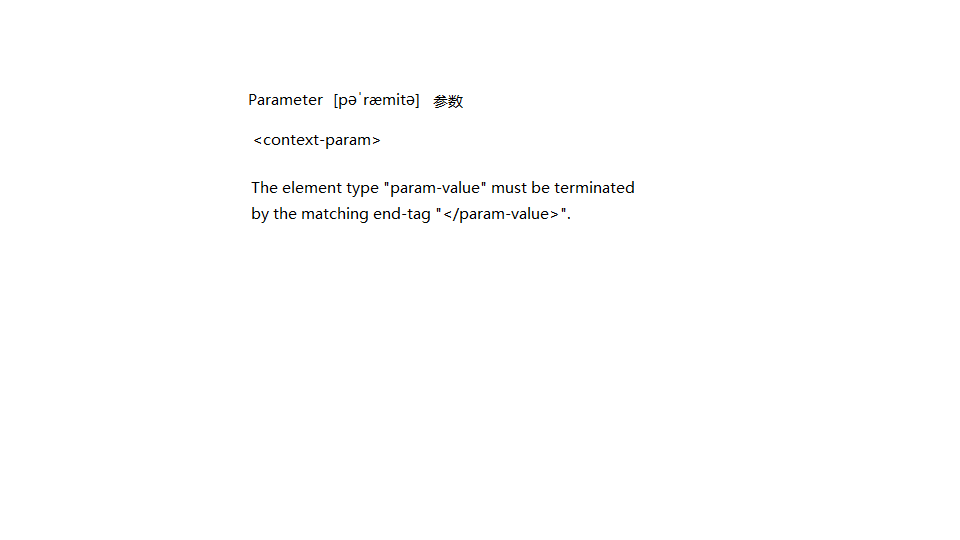 Parameter [pəˈræmitə] 参数
<context-param>
The element type "param-value" must be terminated
by the matching end-tag "</param-value>".